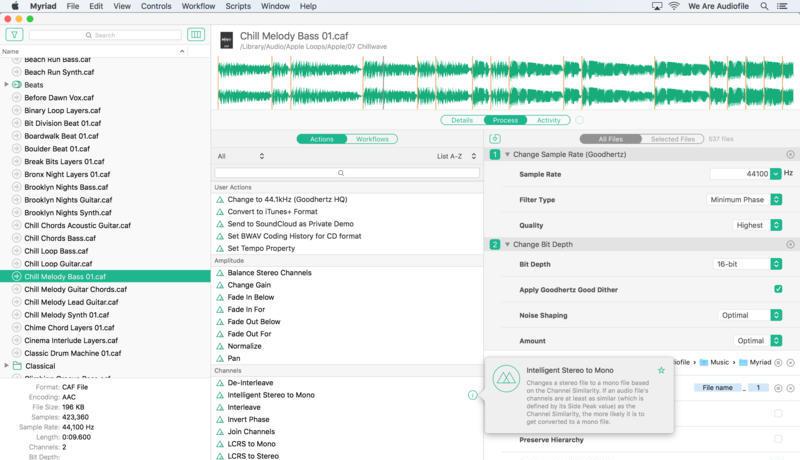 Myriad File Edit View Controls Workflow Scripts Window Help We Are Audiofile
Search
Name
Beach Run Bass.caf
Beach Run Synth.caf
Beats
Before Dawn Vox.caf
Binary Loop Layers.caf
Bit Division Beat 01.caf
Boardwalk Beat 01.caf
Boulder Beat 01.caf
Break Bits Layers 01.caf
Bronx Night Layers 01.caf
Brooklyn Nights Bass.caf
Brooklyn Nights Guitar.caf
Brooklyn Nights Synth.caf
Chill Chords Acoustic Guitar.caf
Chill Chords Bass.caf
Chill Loop Bass.caf
Chill Loop Guitar.caf
Chill Melody Bass 01.caf
Chill Melody Guitar Chords.caf
Chill Melody Lead Guitar.caf
Chill Melody Synth 01.caf
Chime Chord Layers 01.caf
Cinema Interlude Layers.caf
Classic Drum Machine 01.caf
Classical
Format: CAF File
Encoding: AAC
File Size: 196 KB
Samples: 423,360
Sample Rate: 44,100 Hz
Length: 0:09.600
Channels: 2
Bit Depth:
Chill Melody Bass 01.caf
/Library/Audio/Apple Loops/Apple/07 Chillwave
Details Process Activity
Actions Workflows
All List A-Z
User Actions
Change to 44.1kHz (Goodhertz HQ)
Convert to iTunes+ Format
Send to SoundCloud as Private Demo
Set BWAV Coding History for CD format
Set Tempo Property
Amplitude
Balance Stereo Channels
Change Gain
Fade In Below
Fade In For
Fade Out Below
Fade Out For
Normalize
Pan
Channels
De-Interleave
Intelligent Stereo to Mono
Interleave
Invert Phase
Join Channels
LCRS to Mono
LCRS to Stereo
All Files Selected Files 637 files
1 Change Sample Rate (Goodhertz)
Sample Rate 44100 Hz
Filter Type Minimum Phase
Quality Highest
2 Change Bit Depth
Bit Depth 16-bit
Apply Goodhertz Good Dither
Noise Shaping Optimal
Amount Optimal
Music Myriad
File name _ 1
Preserve Hierarchy
Intelligent Stereo to Mono
Changes a stereo file to a mono file based
on the Channel Similarity. If an audio file's
channels are at least as similar (which is
defined by its Side Peak value) as the
Channel Similarity, the more likely it is to
get converted to a mono file.